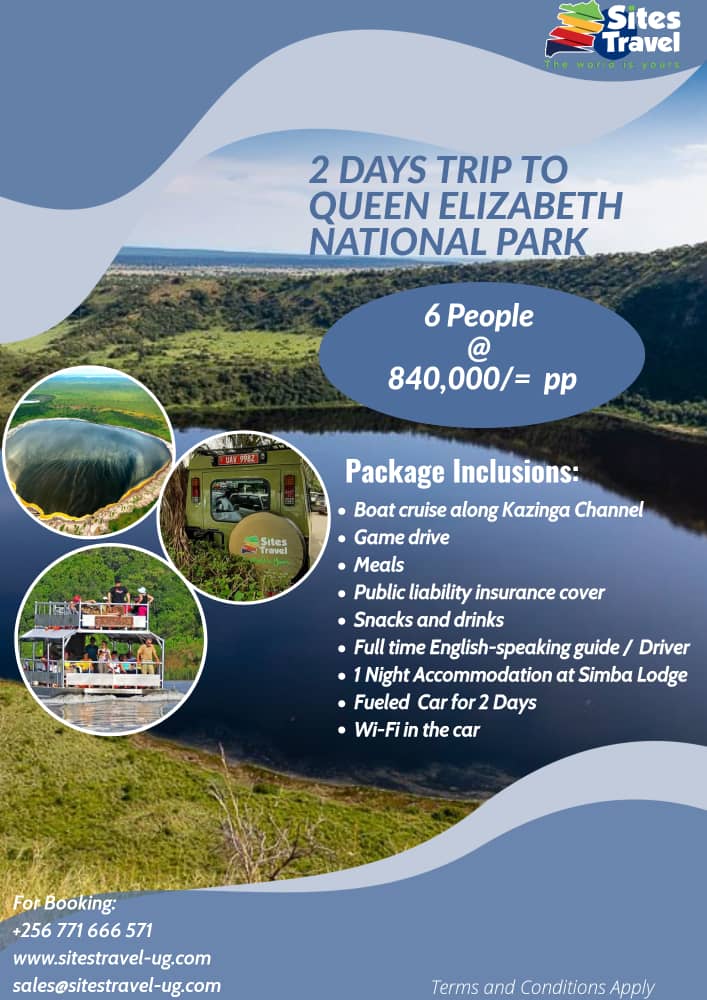 Sites
Travel
The world is yours
2 DAYS TRIP TO
QUEEN ELIZABETH
NATIONAL PARK
6 People
@
840,000/= pp
UAV 998Z
Sites
Travel
Package Inclusions:
• Boat cruise along Kazinga Channel
• Game drive
• Meals
• Public liability insurance cover
• Snacks and drinks
• Full time English-speaking guide / Driver
• 1 Night Accommodation at Simba Lodge
• Fueled Car for 2 Days
• Wi-Fi in the car
For Booking:
+256 771 666 571
www.sitestravel-ug.com
sales@sitestravel-ug.com
Terms and Conditions Apply